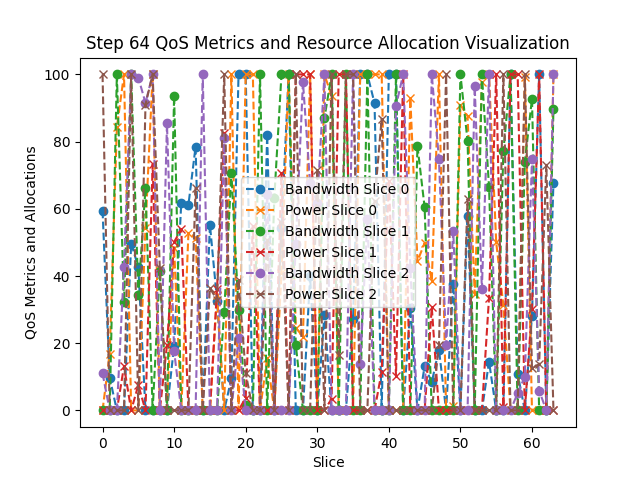 Step 64 QoS Metrics and Resource Allocation Visualization
QoS Metrics and Allocations
100
80
60
40
20
0
Bandwidth Slice 0
Power Slice 0
Bandwidth Slice 1
Power Slice 1
Bandwidth Slice 2
Power Slice 2
0 10 20 30 40 50 60
Slice